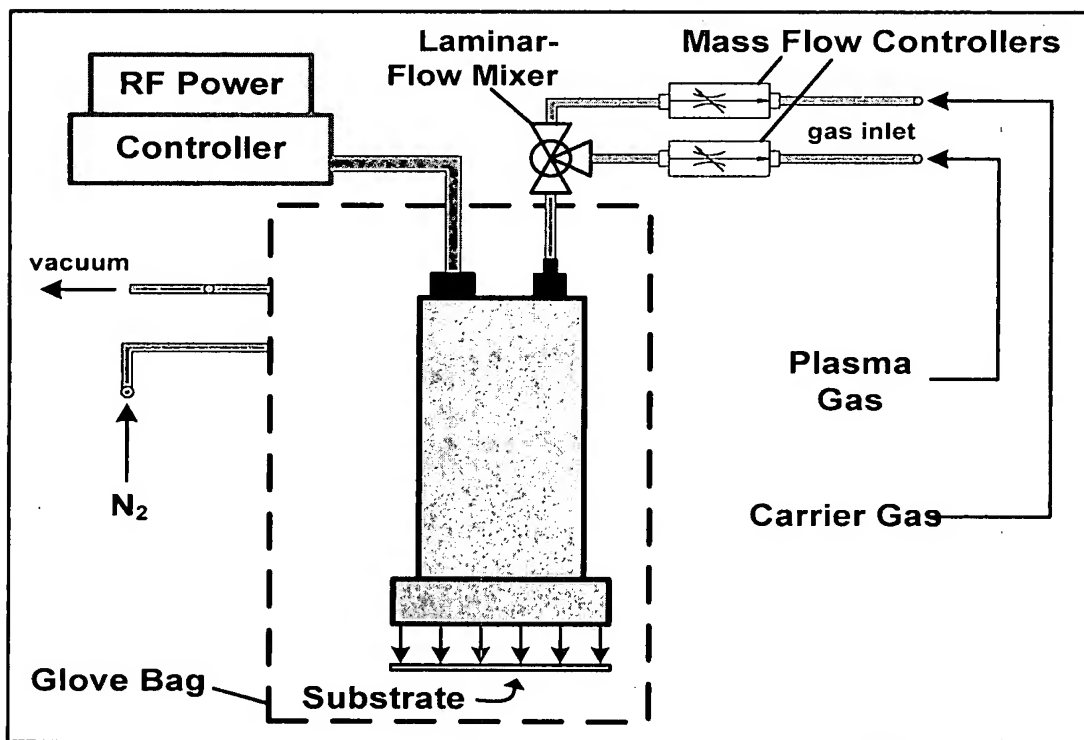 Laminar-
Flow Mixer
Mass Flow Controllers
RF Power
Controller
gas inlet
vacuum
N₂
Plasma
Gas
Carrier Gas
Glove Bag
Substrate